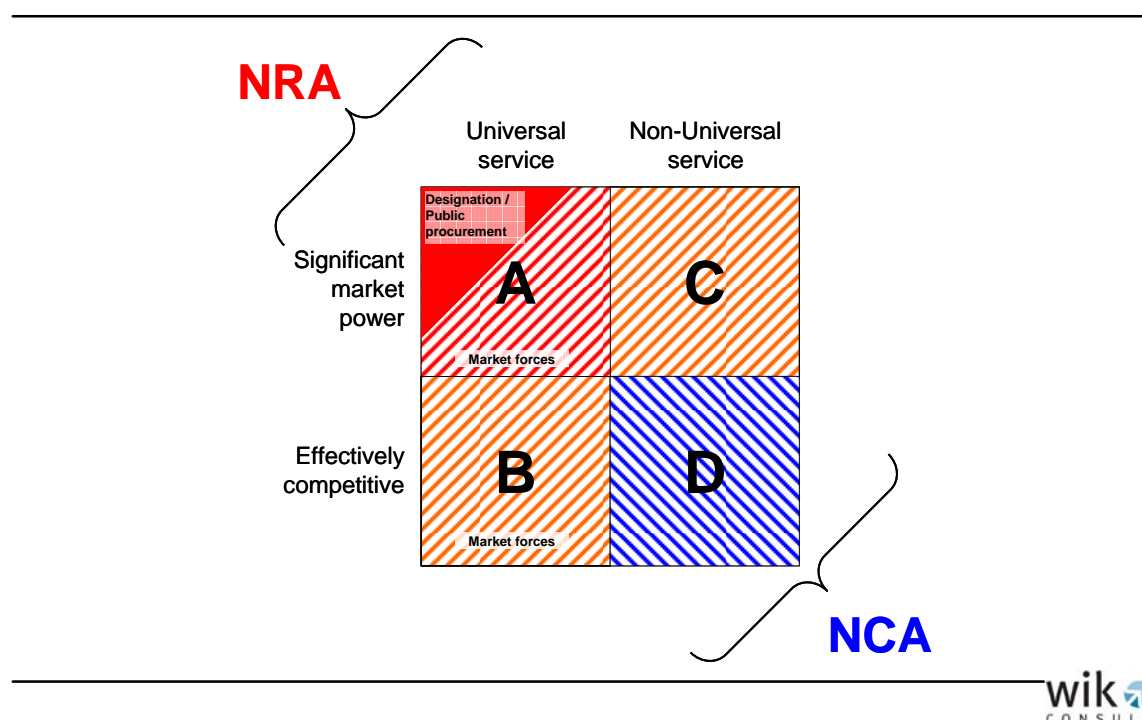 NRA
Universal
service
Non-Universal
service
Designation /
Public
procurement
Significant
market
power
A
C
Market forces
Effectively
competitive
B
D
Market forces
NCA
wik